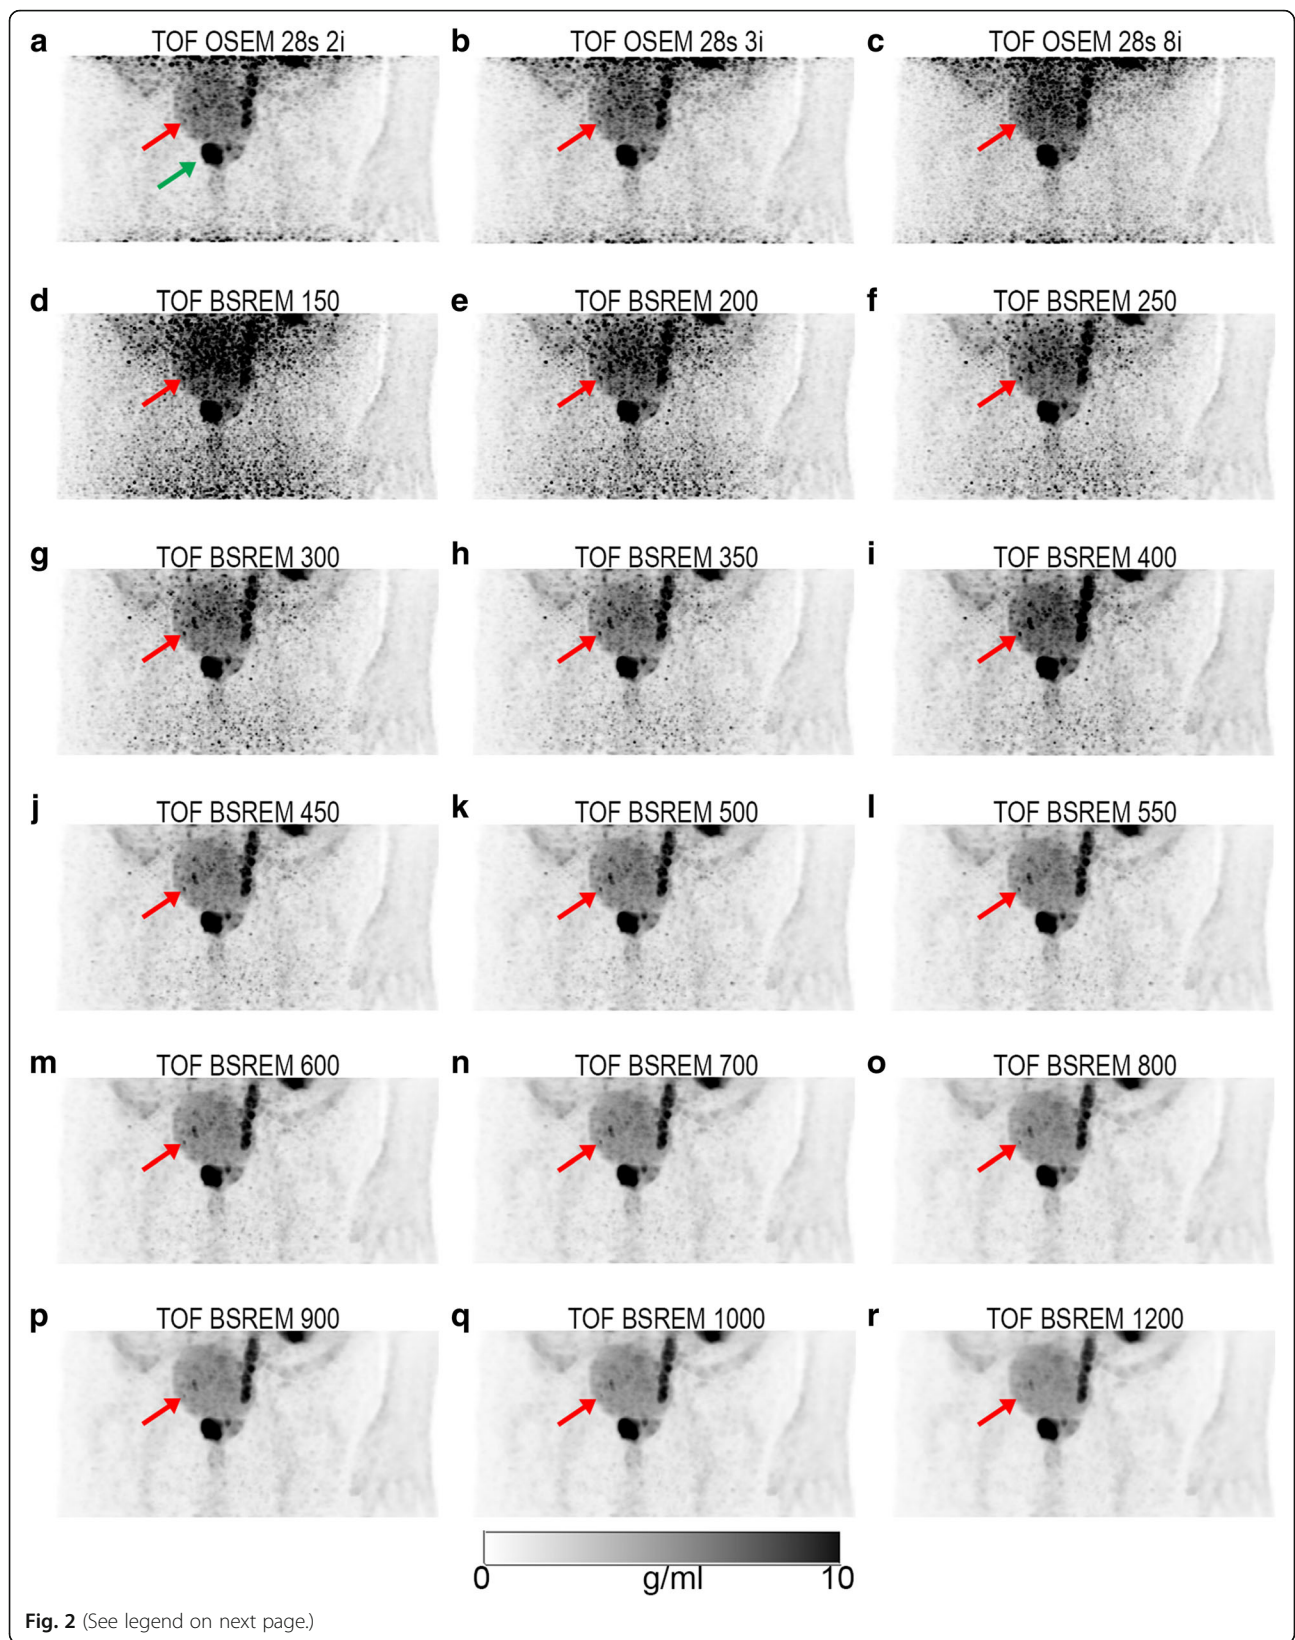 a TOF OSEM 28s 2i
b TOF OSEM 28s 3i
c TOF OSEM 28s 8i
d TOF BSREM 150
e TOF BSREM 200
f TOF BSREM 250
g TOF BSREM 300
h TOF BSREM 350
i TOF BSREM 400
j TOF BSREM 450
k TOF BSREM 500
l TOF BSREM 550
m TOF BSREM 600
n TOF BSREM 700
o TOF BSREM 800
p TOF BSREM 900
q TOF BSREM 1000
r TOF BSREM 1200
0 g/ml 10
Fig. 2 (See legend on next page.)